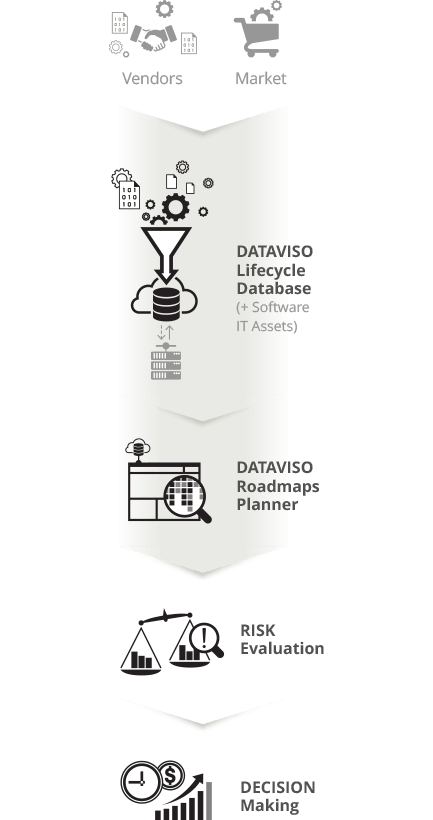 Vendors
Market
DATAVISO
Lifecycle
Database
(+ Software
IT Assets)
DATAVISO
Roadmaps
Planner
RISK
Evaluation
DECISION
Making